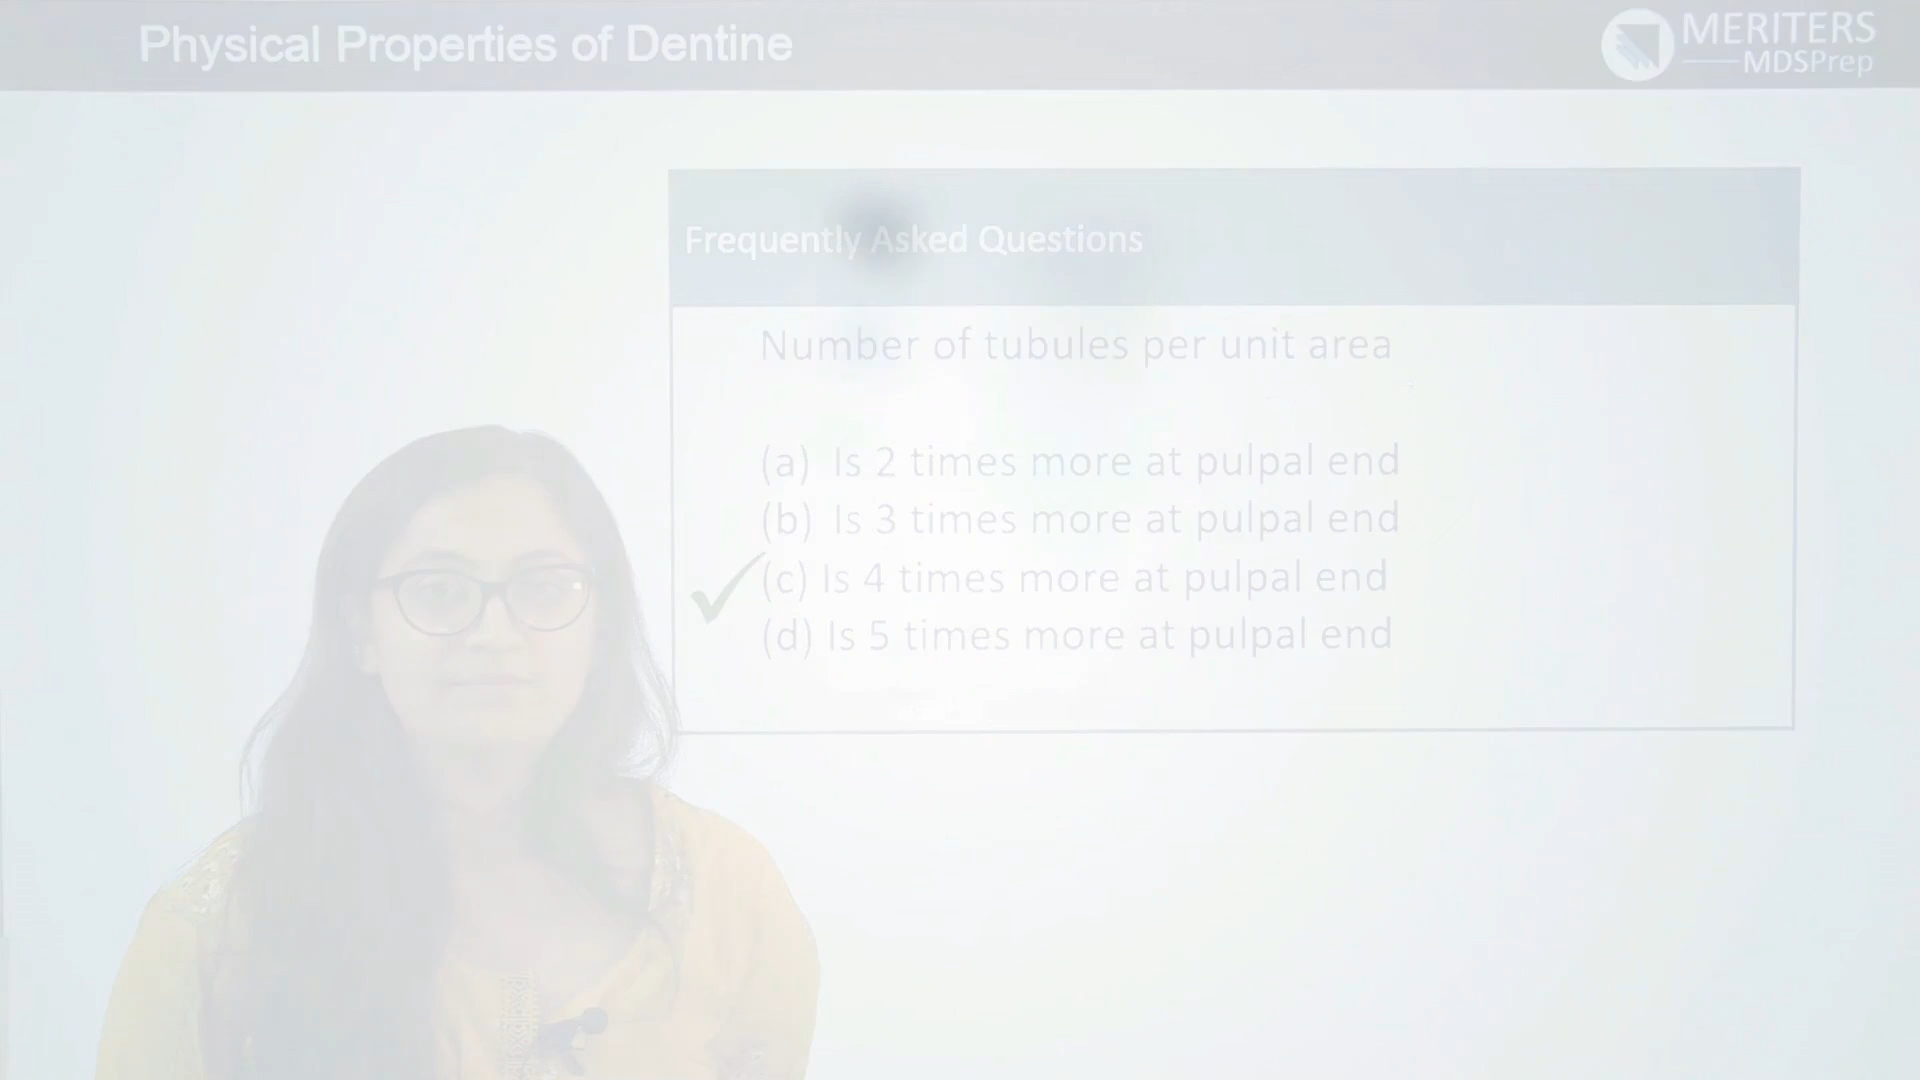 Physical Properties of Dentine
MERITERS
MDSPrep
Frequently Asked Questions
Number of tubules per unit area
(a) Is 2 times more at pulpal end
(b) Is 3 times more at pulpal end
(c) Is 4 times more at pulpal end
(d) Is 5 times more at pulpal end